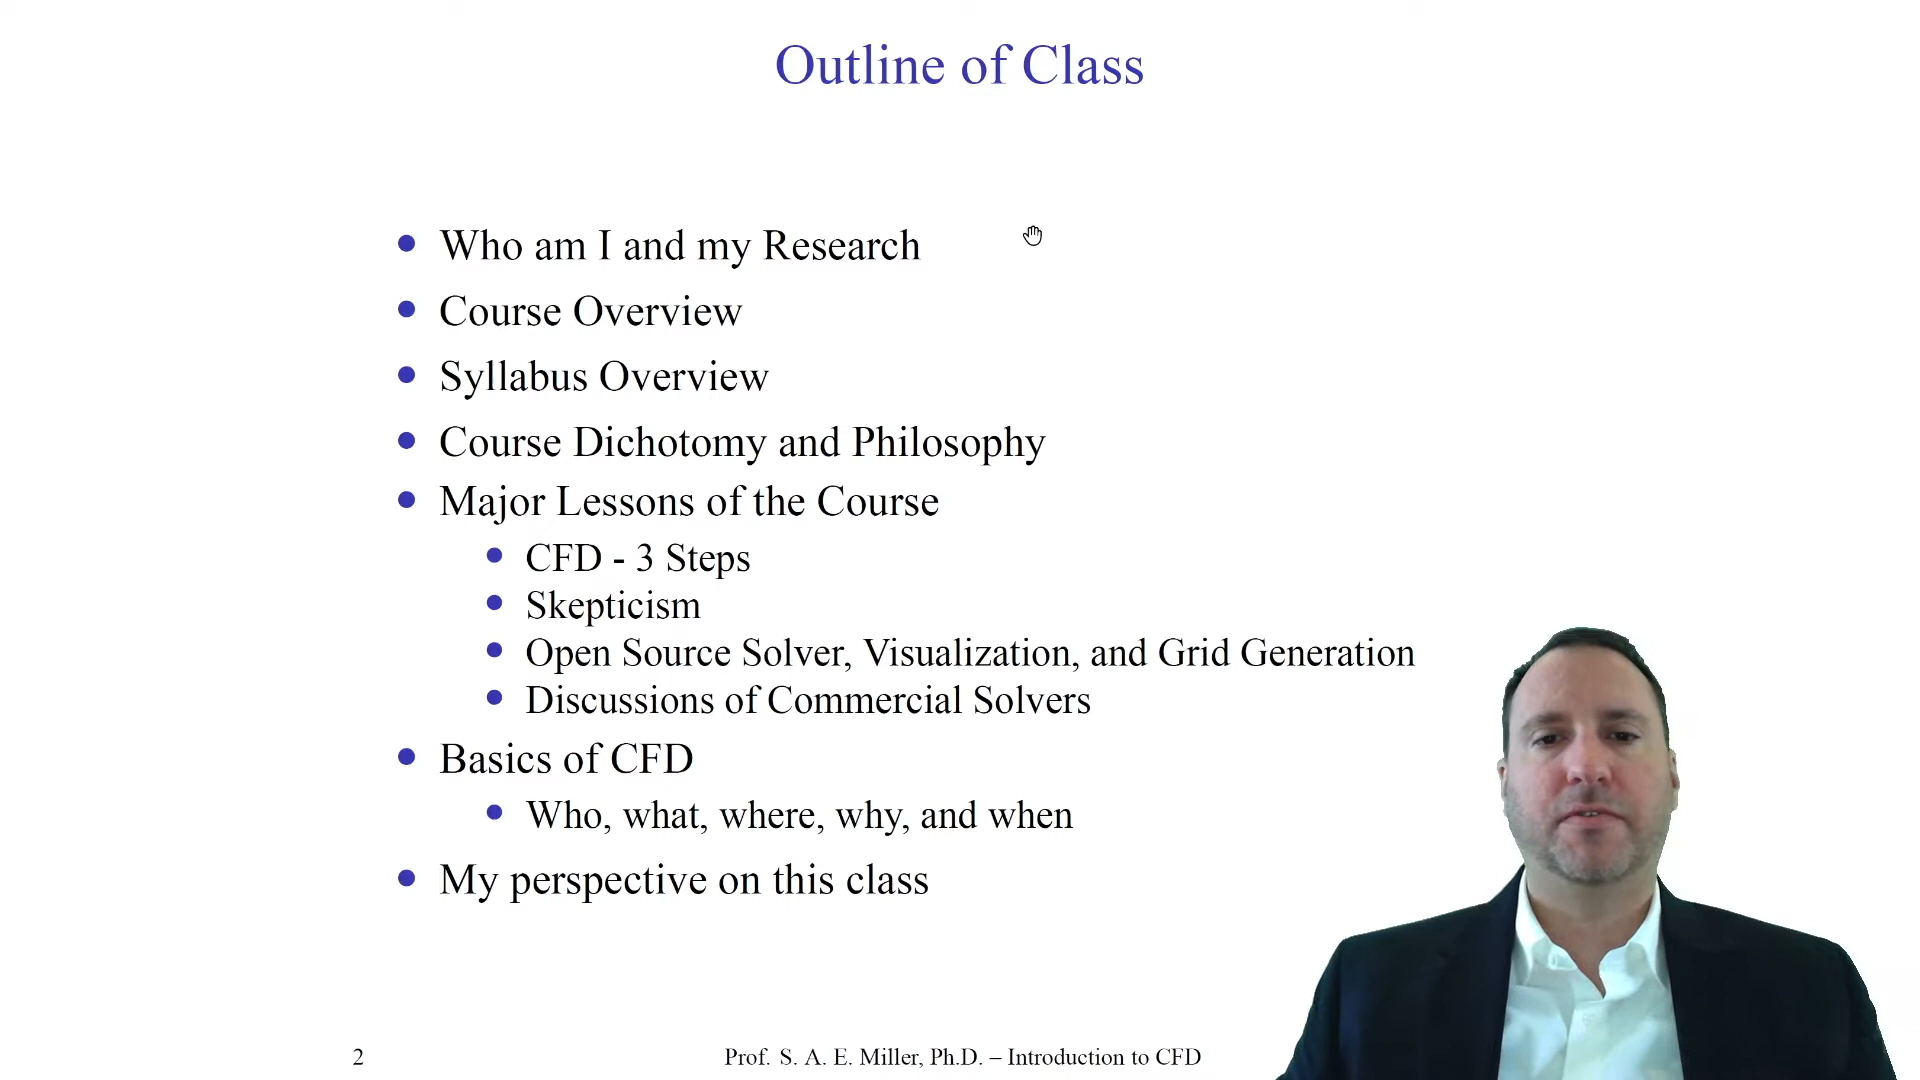 Outline of Class
Who am I and my Research
Course Overview
Syllabus Overview
Course Dichotomy and Philosophy
Major Lessons of the Course
CFD - 3 Steps
Skepticism
Open Source Solver, Visualization, and Grid Generation
Discussions of Commercial Solvers
Basics of CFD
Who, what, where, why, and when
My perspective on this class
2
Prof. S. A. E. Miller, Ph.D. – Introduction to CFD